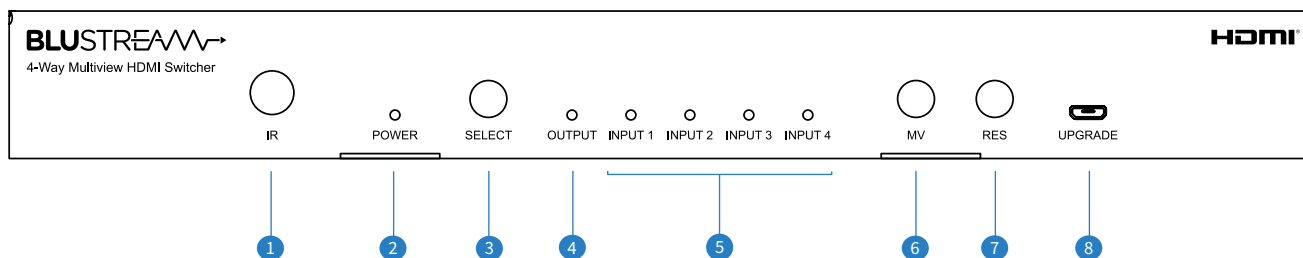 BLUSTREAM
HDMI
4-Way Multiview HDMI Switcher
IR
POWER
SELECT
OUTPUT
INPUT 1
INPUT 2
INPUT 3
INPUT 4
MV
RES
UPGRADE
1
2
3
4
5
6
7
8